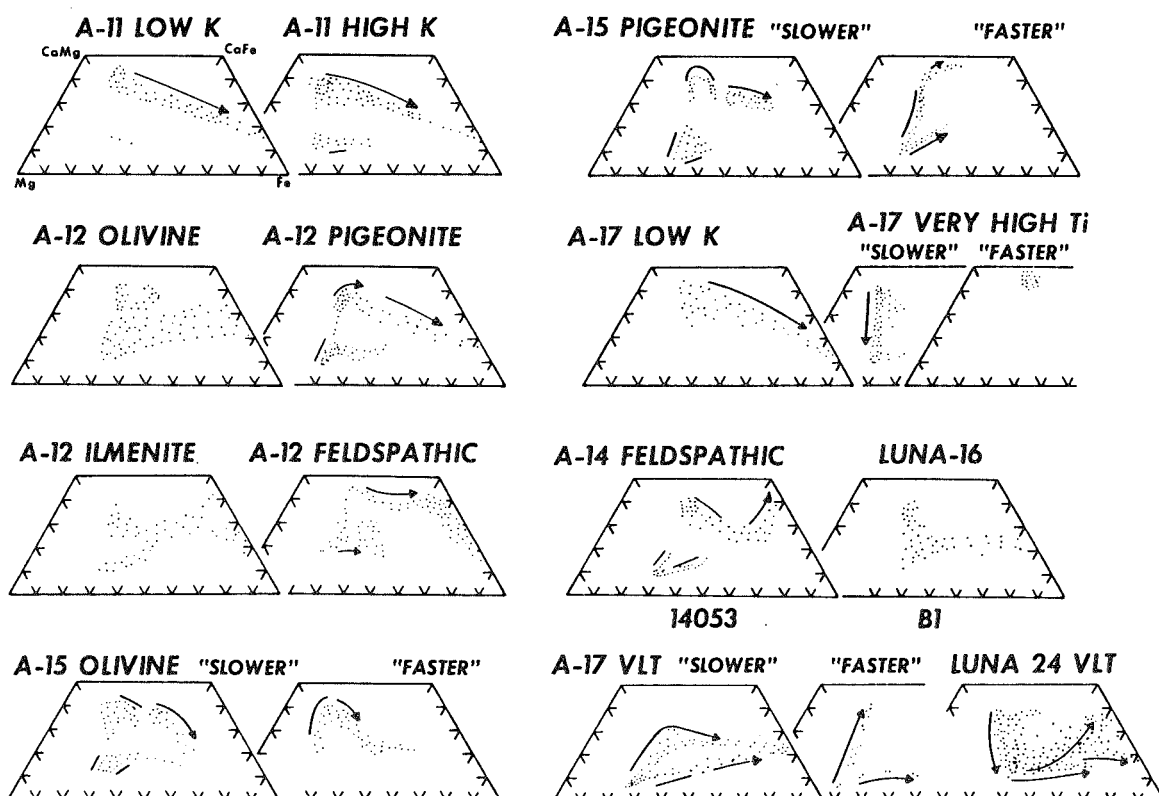 A-11 LOW K
A-11 HIGH K
A-15 PIGEONITE "SLOWER"
"FASTER"
CaMg
CaFe
Mg
Fe
A-12 OLIVINE
A-12 PIGEONITE
A-17 LOW K
A-17 VERY HIGH Ti
"SLOWER"
"FASTER"
A-12 ILMENITE
A-12 FELDSPATHIC
A-14 FELDSPATHIC
LUNA-16
14053
B1
A-15 OLIVINE "SLOWER"
"FASTER"
A-17 VLT "SLOWER"
"FASTER"
LUNA 24 VLT